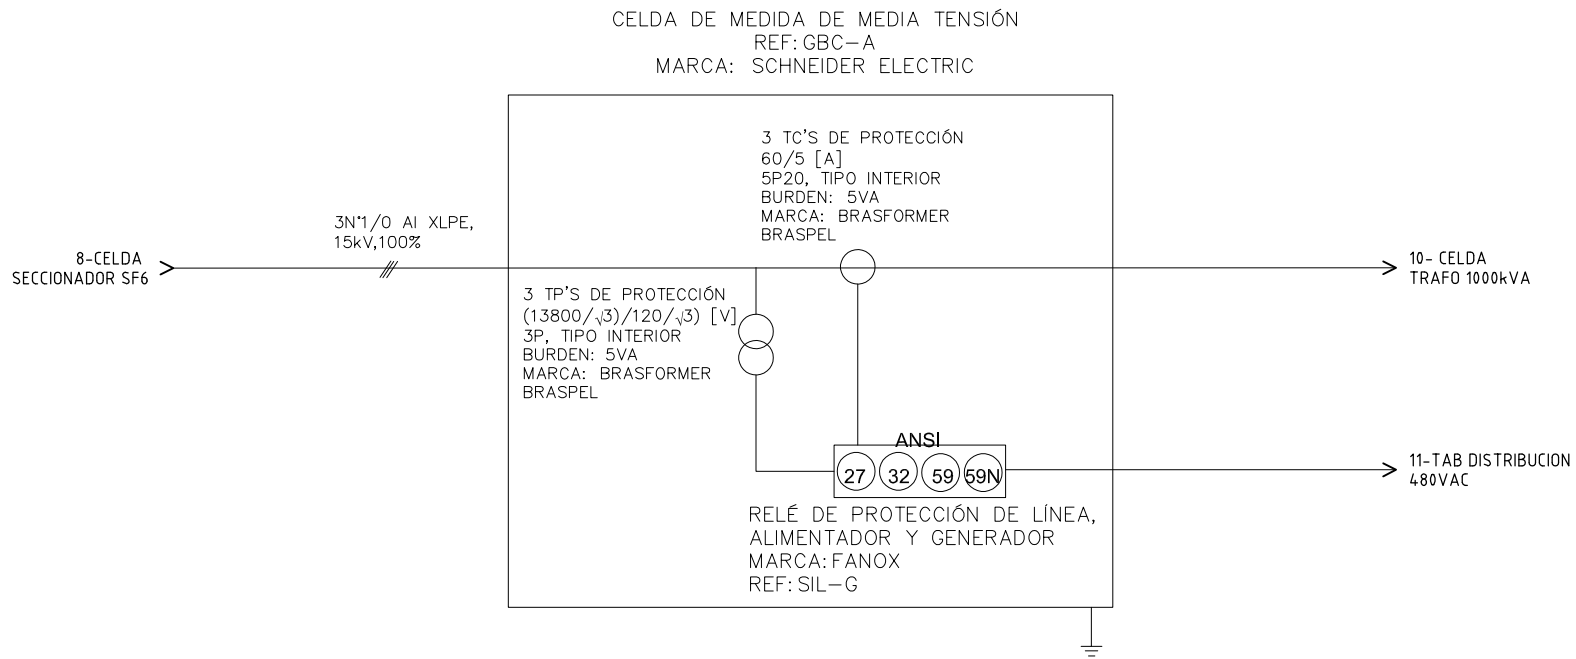 CELDA DE MEDIDA DE MEDIA TENSIÓN
REF: GBC-A
MARCA: SCHNEIDER ELECTRIC
3 TC'S DE PROTECCIÓN
60/5 [A]
5P20, TIPO INTERIOR
BURDEN: 5VA
MARCA: BRASFORMER
BRASPEL
3N°1/0 Al XLPE,
15kV,100%
8-CELDA
SECCIONADOR SF6
10- CELDA
TRAFO 1000kVA
3 TP'S DE PROTECCIÓN
(13800/√3)/120/√3) [V]
3P, TIPO INTERIOR
BURDEN: 5VA
MARCA: BRASFORMER
BRASPEL
ANSI
27 32 59 59N
11-TAB DISTRIBUCION
480VAC
RELÉ DE PROTECCIÓN DE LÍNEA,
ALIMENTADOR Y GENERADOR
MARCA: FANOX
REF: SIL-G